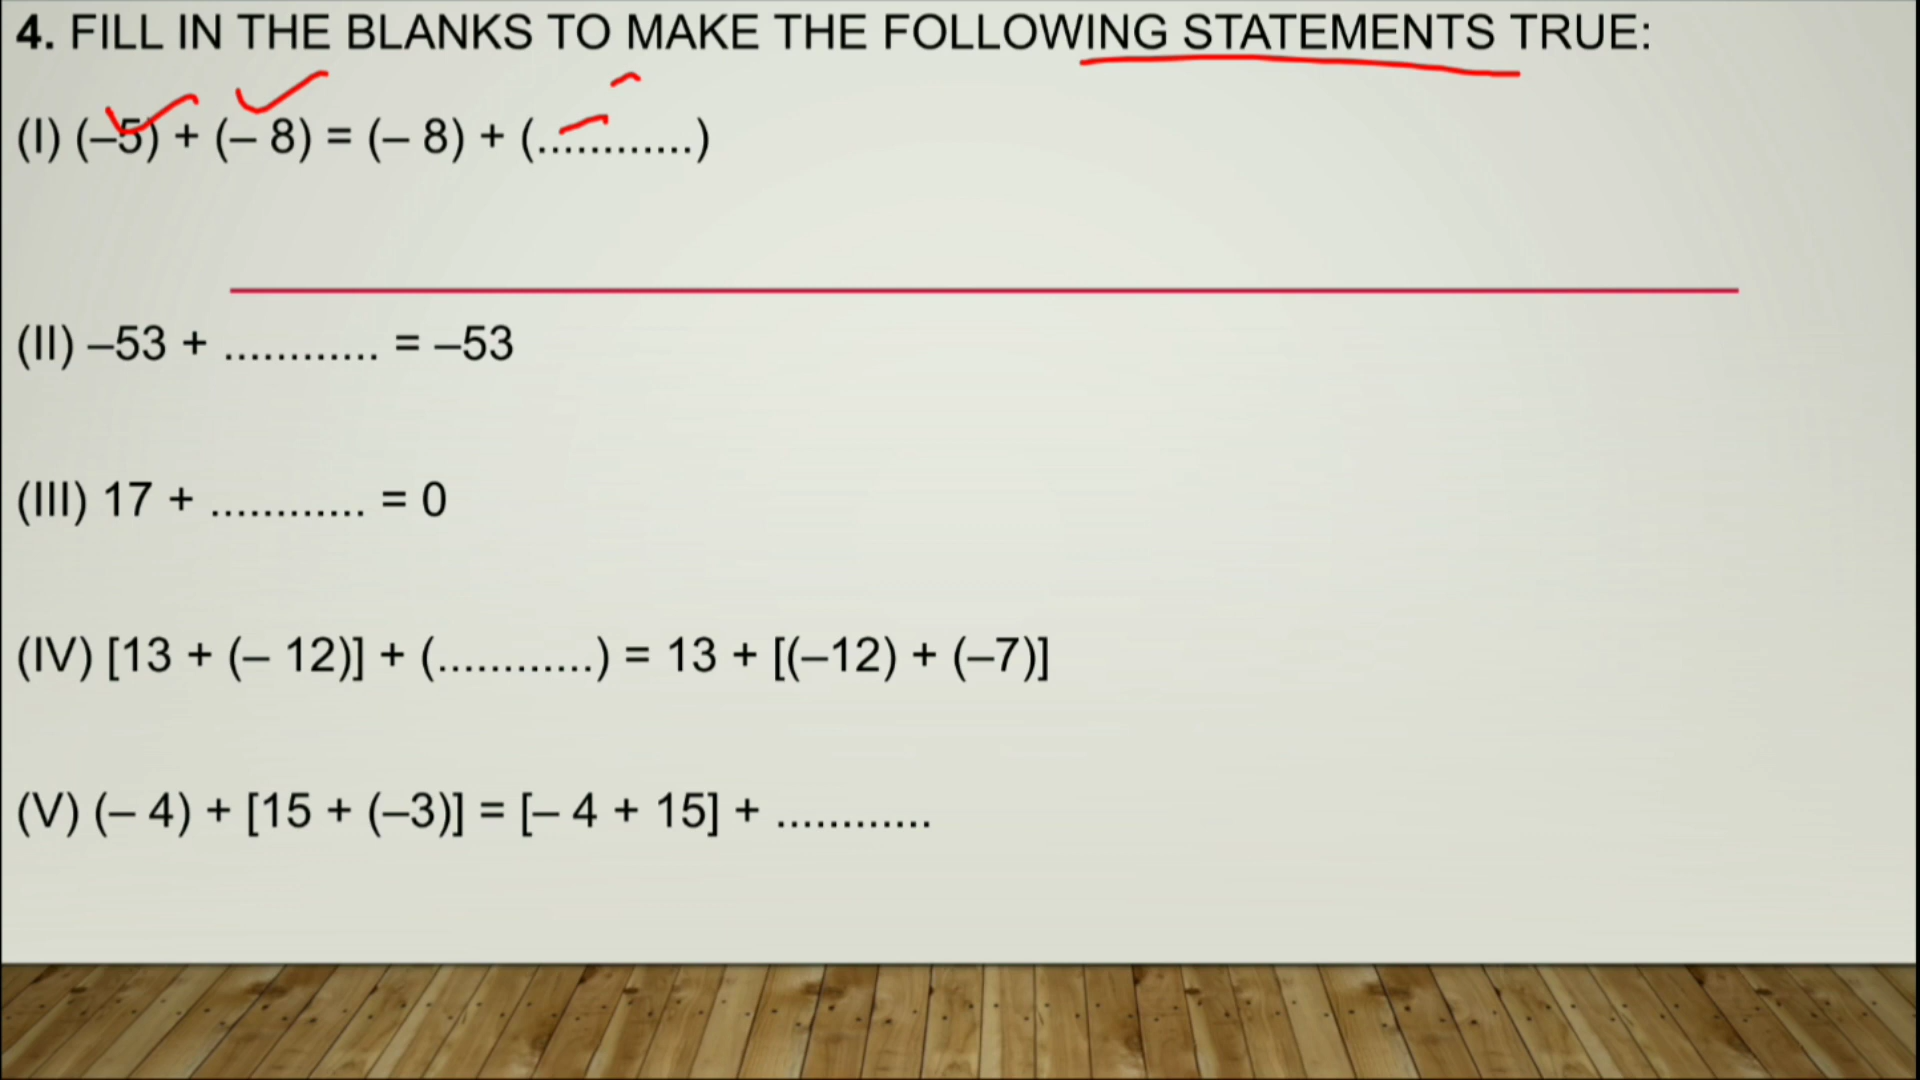 4. FILL IN THE BLANKS TO MAKE THE FOLLOWING STATEMENTS TRUE:
(I) (–5) + (– 8) = (– 8) + (............)
(II) –53 + ............ = –53
(III) 17 + ............ = 0
(IV) [13 + (– 12)] + (............) = 13 + [(–12) + (–7)]
(V) (– 4) + [15 + (–3)] = [– 4 + 15] + ............